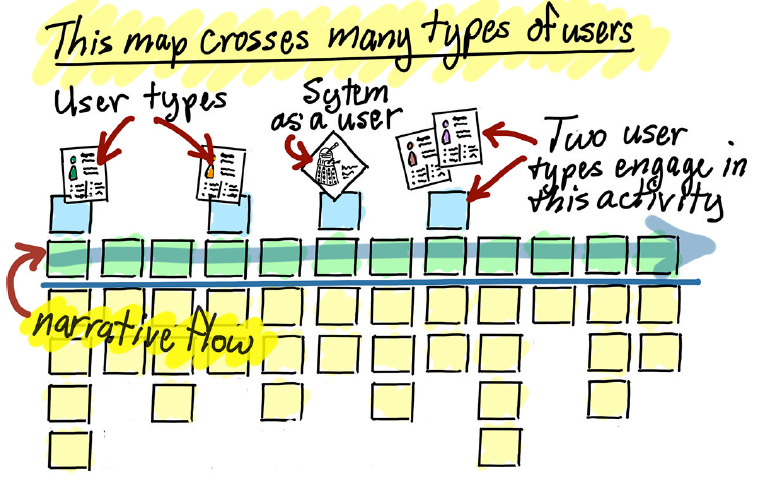 This map crosses many types of users
User types
Sytem
as a user
Two user
types engage in
this activity
narrative flow